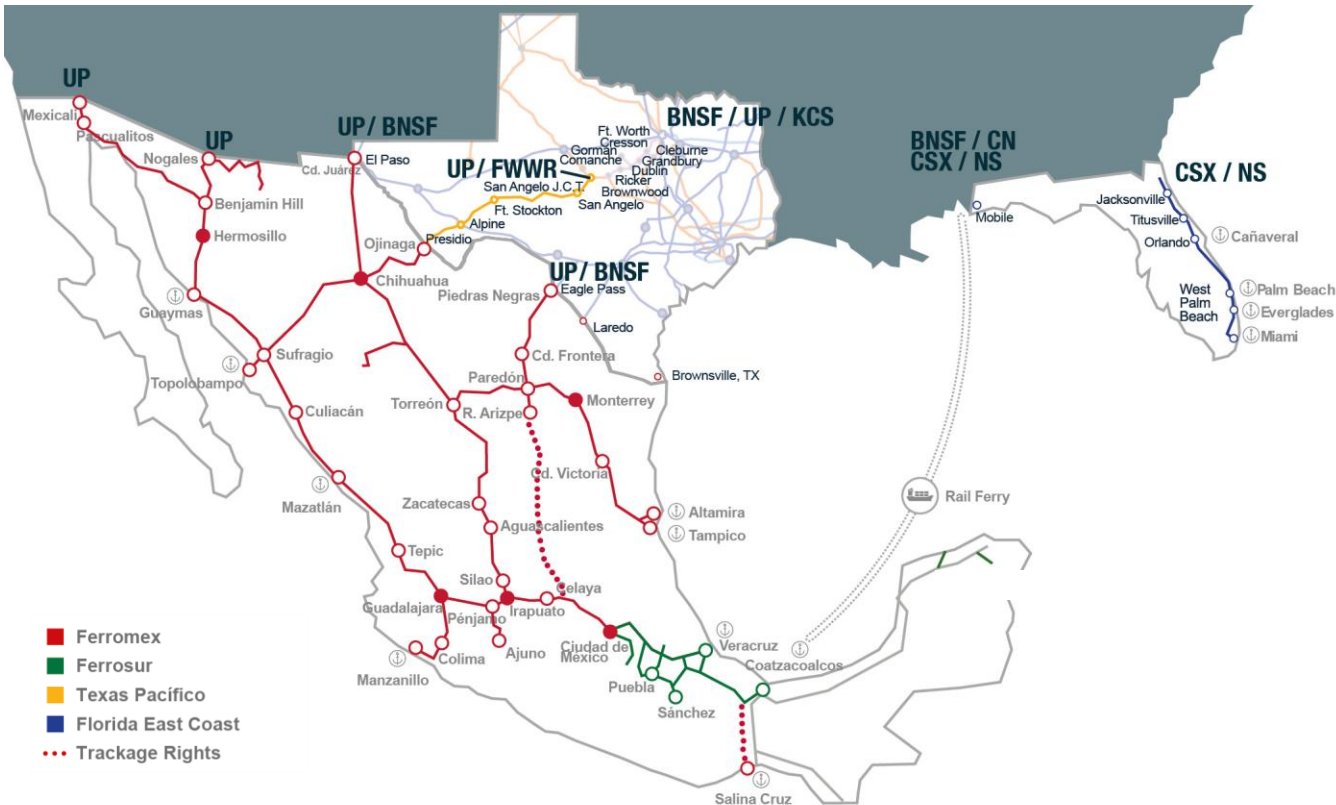 UP
Mexicali
Pascualitos
UP
Nogales
Benjamin Hill
Hermosillo
Guaymas
UP/ BNSF
El Paso
Cd. Juárez
Ojinaga
Presidio
Chihuahua
Alpine
Ft. Stockton
San Angelo J.C.T.
San Angelo
UP/ FWWR
Gorman
Comanche
Ft. Worth
Cresson
Cleburne
Grandbury
Dublin
Ricker
Brownwood
BNSF / UP / KCS
UP/ BNSF
Piedras Negras
Eagle Pass
Laredo
Brownsville, TX
Cd. Frontera
Paredón
R. Arizpe
Monterrey
Torreón
Sufragio
Topolobampo
Culiacán
Mazatlán
Tepic
Zacatecas
Aguascalientes
Cd. Victoria
Altamira
Tampico
Silao
Celaya
Guadalajara
Pénjamo
Irapuato
Colima
Ajuno
Manzanillo
Ciudad de
México
Puebla
Sánchez
Veracruz
Coatzacoalcos
Salina Cruz
BNSF / CN
CSX / NS
Mobile
Rail Ferry
CSX / NS
Jacksonville
Titusville
Orlando
Cañaveral
West
Palm
Beach
Palm Beach
Everglades
Miami
Ferromex
Ferrosur
Texas Pacífico
Florida East Coast
Trackage Rights